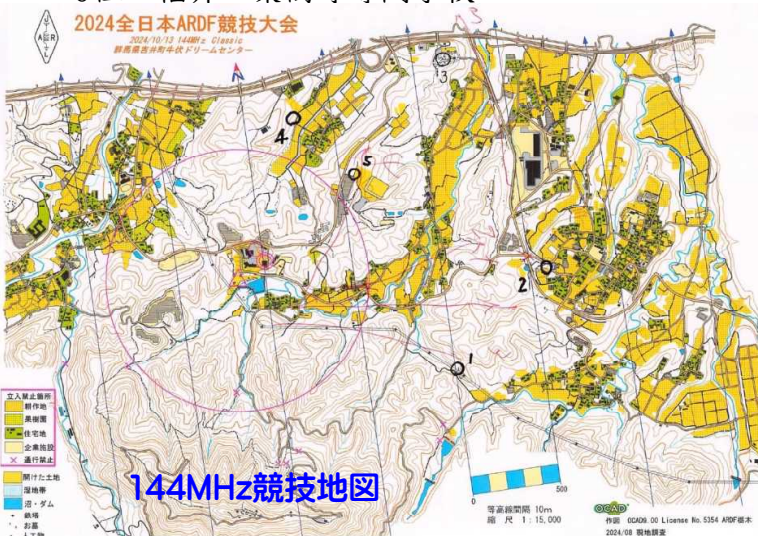 2024全日本ARDF競技大会
2024/10/13 144MHz Classic
群馬県吉井町牛伏ドリームセンター
13
4
5
2
1
立入禁止箇所
耕作地
果樹園
住宅地
企業施設
通行禁止
開けた土地
湿地帯
沼・ダム
鉄塔
お墓
人工物
144MHz競技地図
0
500
等高線間隔 10m
縮尺 1:15,000
OCAD
作図 OCAD9.00 License No.5354 ARDF栃木
2024/08 現地調査